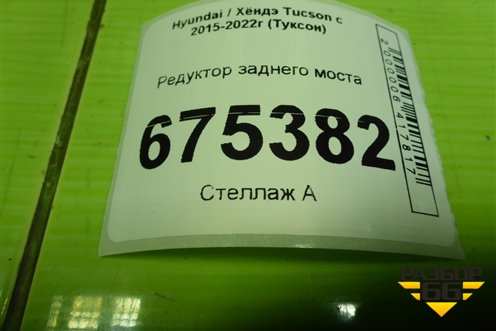 Hyundai / Хёндэ Tucson с
2015-2022г (Туксон)
Редуктор заднего моста
675382
Стеллаж А
2000006417817
РАЗБОР
66